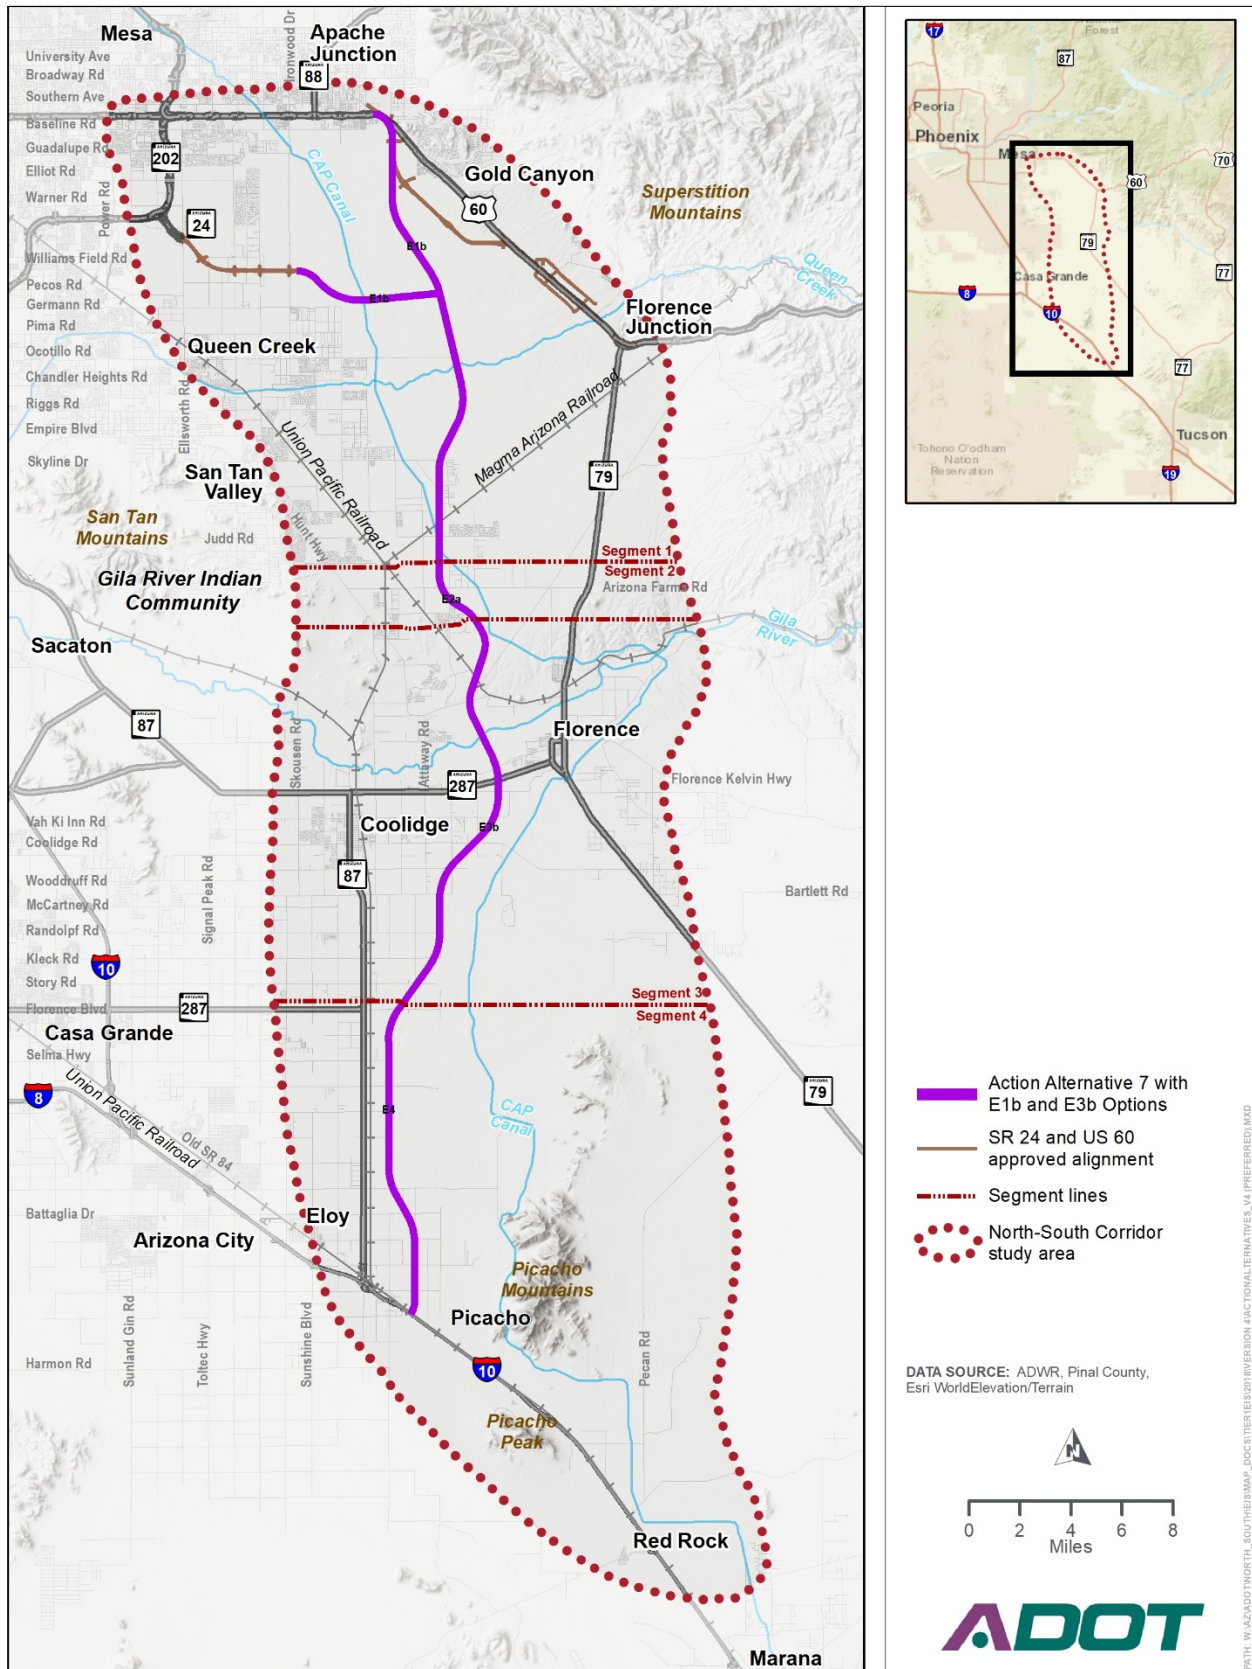 Mesa
Apache
Junction
Ironwood Dr
88
University Ave
Broadway Rd
Southern Ave
Baseline Rd
Guadalupe Rd
Elliot Rd
Warner Rd
Power Rd
ARIZONA
202
24
CAP Canal
Gold Canyon
60
Superstition
Mountains
E1b
Williams Field Rd
Pecos Rd
Germann Rd
Pima Rd
Ocotillo Rd
Chandler Heights Rd
Riggs Rd
Empire Blvd
Skyline Dr
E1b
Queen Creek
Florence
Junction
Queen Creek
Ellsworth Rd
Union Pacific Railroad
Magma Arizona Railroad
ARIZONA
79
San Tan
Valley
San Tan
Mountains
Judd Rd
Hunt Hwy
Gila River Indian
Community
Segment 1
Segment 2
Arizona Farms Rd
E2a
Gila
River
Sacaton
ARIZONA
87
Skousen Rd
Attaway Rd
Florence
ARIZONA
287
Florence Kelvin Hwy
Vah Ki Inn Rd
Coolidge Rd
Coolidge
E3b
ARIZONA
87
Wooddruff Rd
McCartney Rd
Randolpf Rd
Kleck Rd
Story Rd
Florence Blvd
Signal Peak Rd
Bartlett Rd
10
ARIZONA
287
Segment 3
Segment 4
Casa Grande
Selma Hwy
8
Union Pacific Railroad
Old SR 84
E4
CAP
Canal
ARIZONA
79
Battaglia Dr
Eloy
Arizona City
Picacho
Mountains
Picacho
Harmon Rd
Sunland Gin Rd
Toltec Hwy
Sunshine Blvd
10
Pecan Rd
Picacho
Peak
Red Rock
Marana
17
Forest
87
Peoria
Phoenix
Mesa
70
60
79
77
Casa Grande
8
10
77
Tucson
Tohono O'odham
Nation
Reservation
19
Action Alternative 7 with
E1b and E3b Options
SR 24 and US 60
approved alignment
Segment lines
North-South Corridor
study area
DATA SOURCE: ADWR, Pinal County,
Esri WorldElevation/Terrain
N
0 2 4 6 8
Miles
ADOT